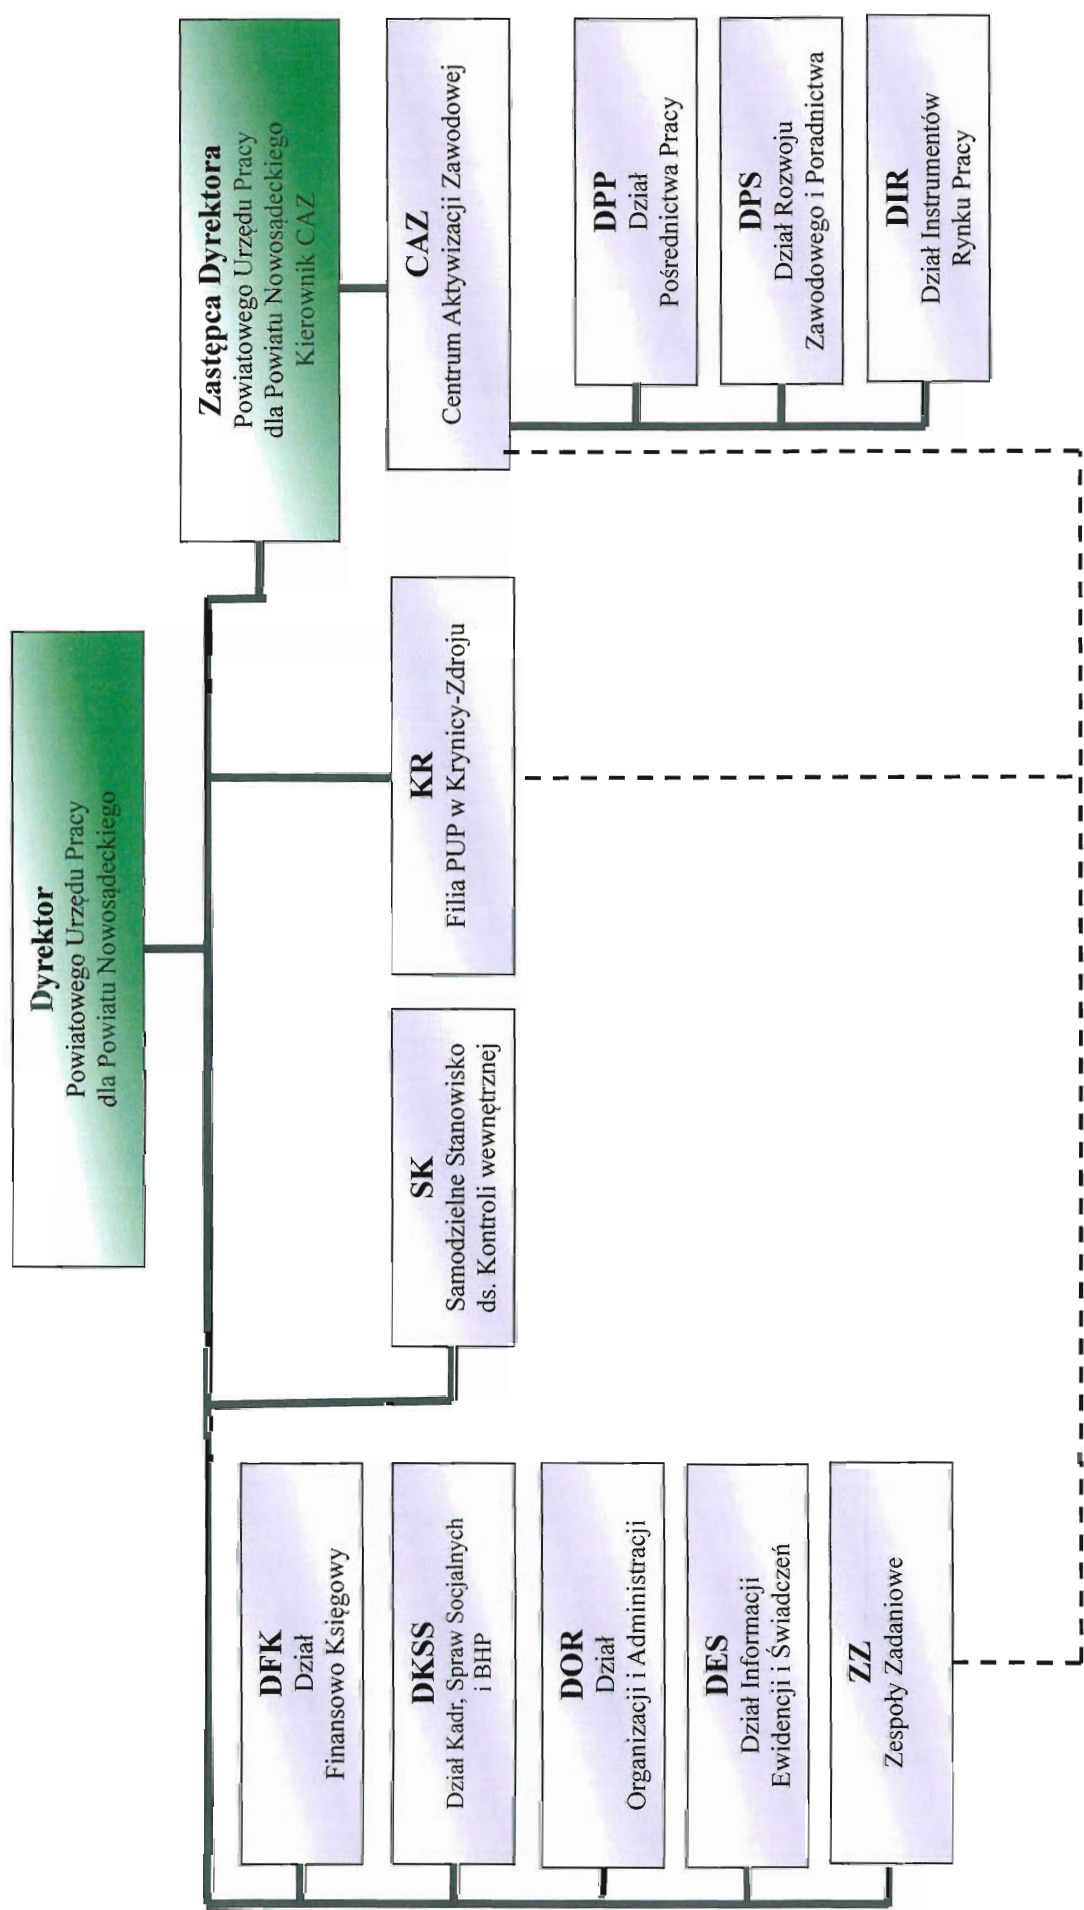 Dyrektor
Powiatowego Urzędu Pracy
dla Powiatu Nowosądeckiego
Zastępca Dyrektora
Powiatowego Urzędu Pracy
dla Powiatu Nowosądeckiego
Kierownik CAZ
DFK
Dział
Finansowo Księgowy
DKSS
Dział Kadr, Spraw Socjalnych
i BHP
DOR
Dział
Organizacji i Administracji
DES
Dział Informacji
Ewidencji i Świadczeń
ZZ
Zespoły Zadaniowe
SK
Samodzielne Stanowisko
ds. Kontroli wewnętrznej
KR
Filia PUP w Krynicy-Zdroju
CAZ
Centrum Aktywizacji Zawodowej
DPP
Dział
Pośrednictwa Pracy
DPS
Dział Rozwoju
Zawodowego i Poradnictwa
DIR
Dział Instrumentów
Rynku Pracy